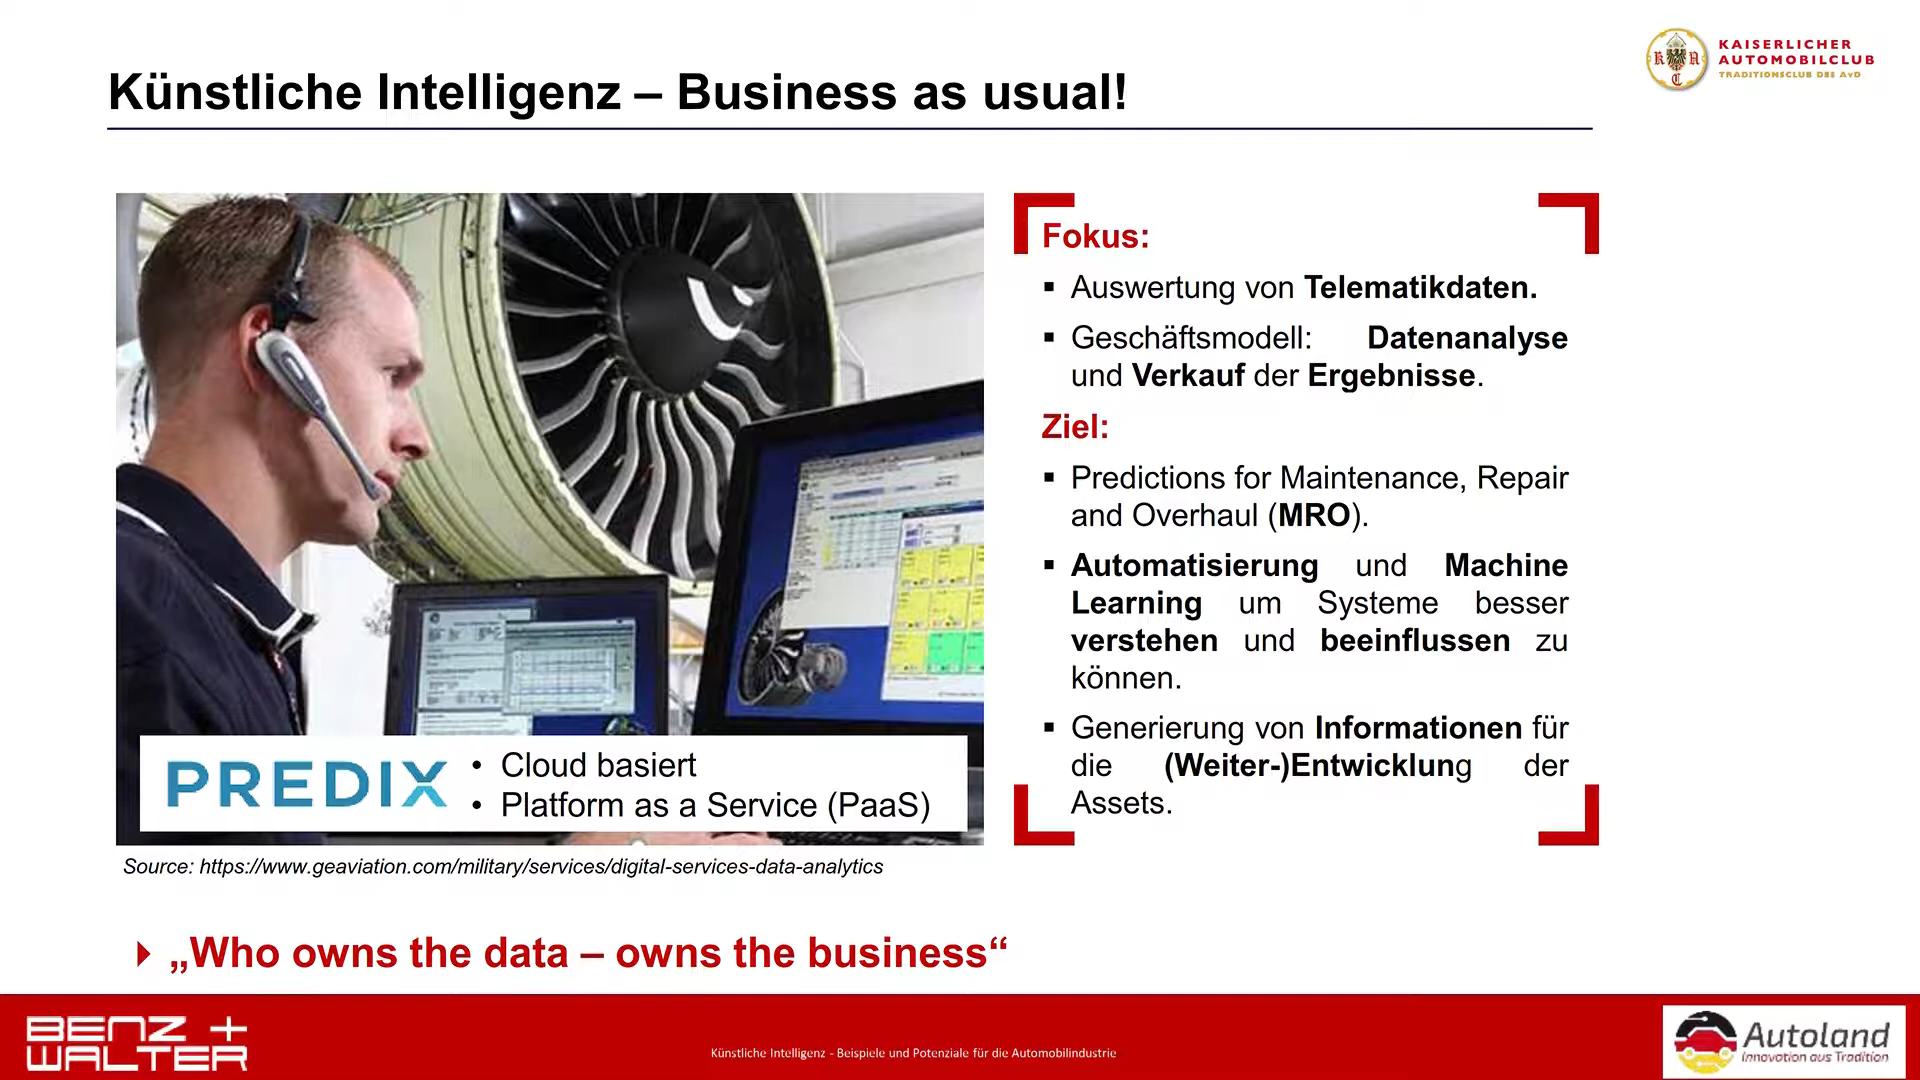 KAISERLICHER
AUTOMOBILCLUB
TRADITIONSCLUB DES AvD
Künstliche Intelligenz – Business as usual!
Fokus:
▪ Auswertung von Telematikdaten.
▪ Geschäftsmodell: Datenanalyse
und Verkauf der Ergebnisse.
Ziel:
▪ Predictions for Maintenance, Repair
and Overhaul (MRO).
▪ Automatisierung und Machine
Learning um Systeme besser
verstehen und beeinflussen zu
können.
▪ Generierung von Informationen für
die (Weiter-)Entwicklung der
Assets.
PREDIX
• Cloud basiert
• Platform as a Service (PaaS)
Source: https://www.geaviation.com/military/services/digital-services-data-analytics
„Who owns the data – owns the business“
BENZ +
WALTER
Künstliche Intelligenz - Beispiele und Potenziale für die Automobilindustrie
Autoland
Innovation aus Tradition